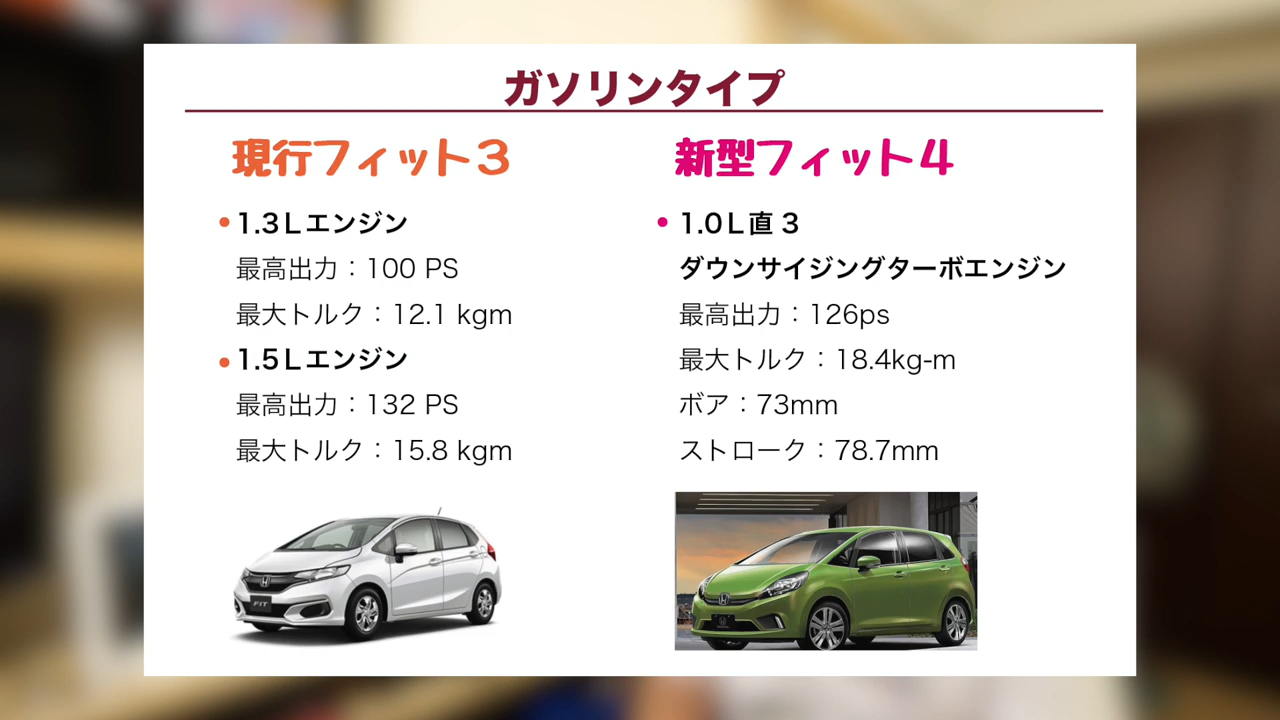 ガソリンタイプ
現行フィット3
・1.3Lエンジン
最高出力：100 PS
最大トルク：12.1 kgm
・1.5Lエンジン
最高出力：132 PS
最大トルク：15.8 kgm
新型フィット4
・1.0L直3
ダウンサイジングターボエンジン
最高出力：126ps
最大トルク：18.4kg-m
ボア：73mm
ストローク：78.7mm
FIT